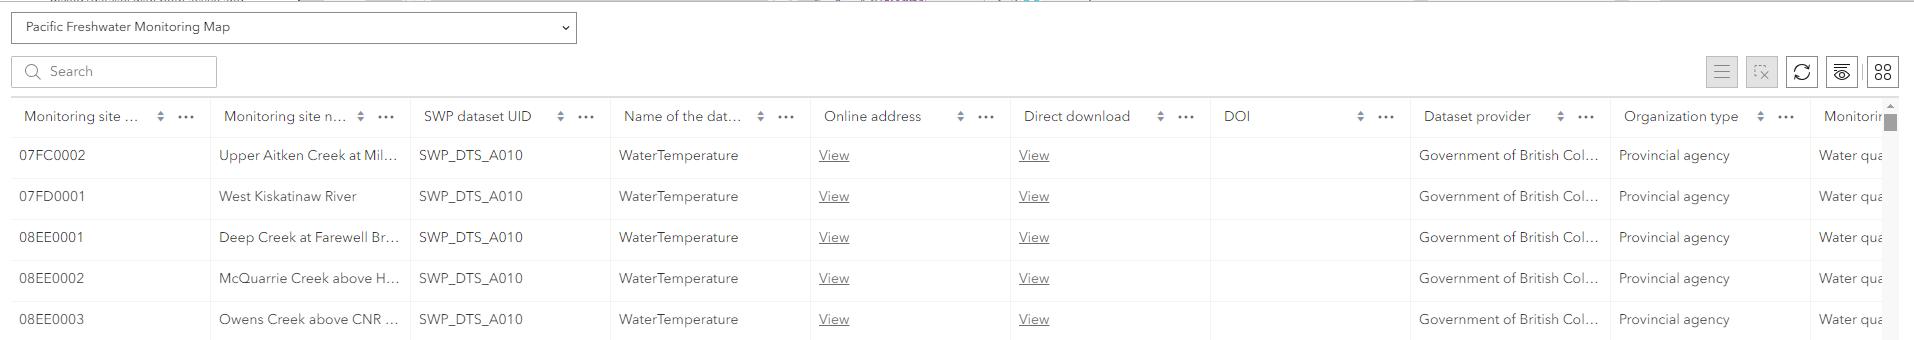 Pacific Freshwater Monitoring Map
Search
Monitoring site ... Monitoring site n... SWP dataset UID Name of the dat... Online address Direct download DOI Dataset provider Organization type Monitorin
07FC0002 Upper Aitken Creek at Mil... SWP_DTS_A010 WaterTemperature View View Government of British Col... Provincial agency Water qua
07FD0001 West Kiskatinaw River SWP_DTS_A010 WaterTemperature View View Government of British Col... Provincial agency Water qua
08EE0001 Deep Creek at Farewell Br... SWP_DTS_A010 WaterTemperature View View Government of British Col... Provincial agency Water qua
08EE0002 McQuarrie Creek above H... SWP_DTS_A010 WaterTemperature View View Government of British Col... Provincial agency Water qua
08EE0003 Owens Creek above CNR ... SWP_DTS_A010 WaterTemperature View View Government of British Col... Provincial agency Water qua